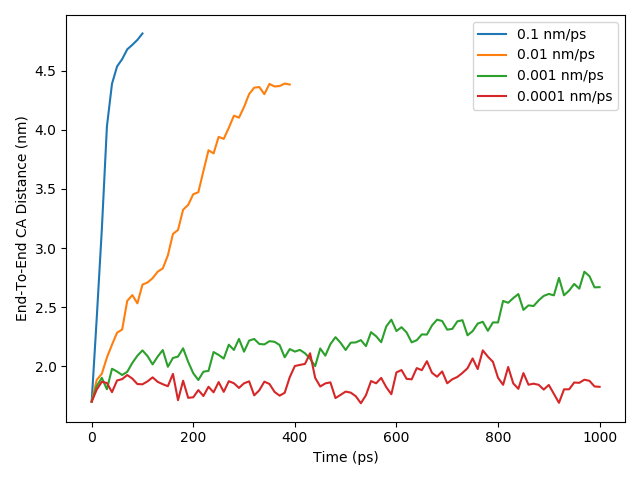 0.1 nm/ps
0.01 nm/ps
0.001 nm/ps
0.0001 nm/ps
End-To-End CA Distance (nm)
4.5
4.0
3.5
3.0
2.5
2.0
0 200 400 600 800 1000
Time (ps)